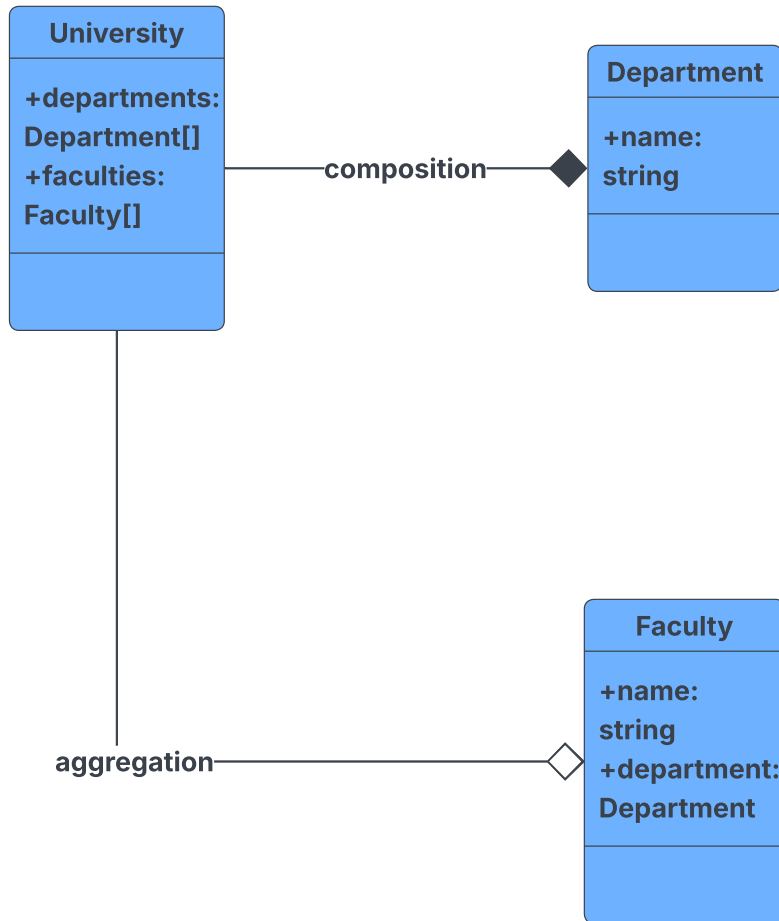 University
+departments:
Department[]
+faculties:
Faculty[]
composition
Department
+name:
string
aggregation
Faculty
+name:
string
+department:
Department